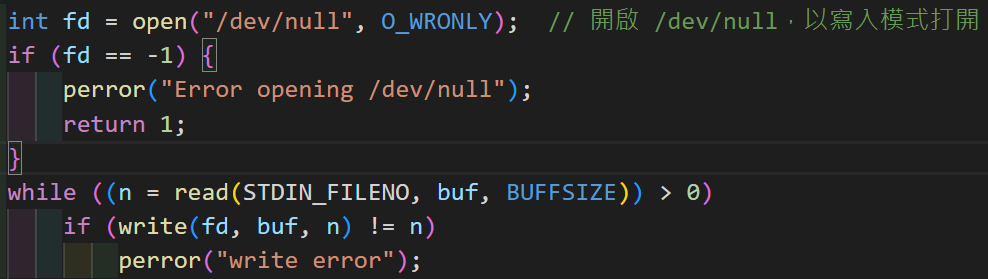 int fd = open("/dev/null", O_WRONLY);  // 開啟 /dev/null，以寫入模式打開
if (fd == -1) {
    perror("Error opening /dev/null");
    return 1;
}
while ((n = read(STDIN_FILENO, buf, BUFFSIZE)) > 0)
    if (write(fd, buf, n) != n)
        perror("write error");